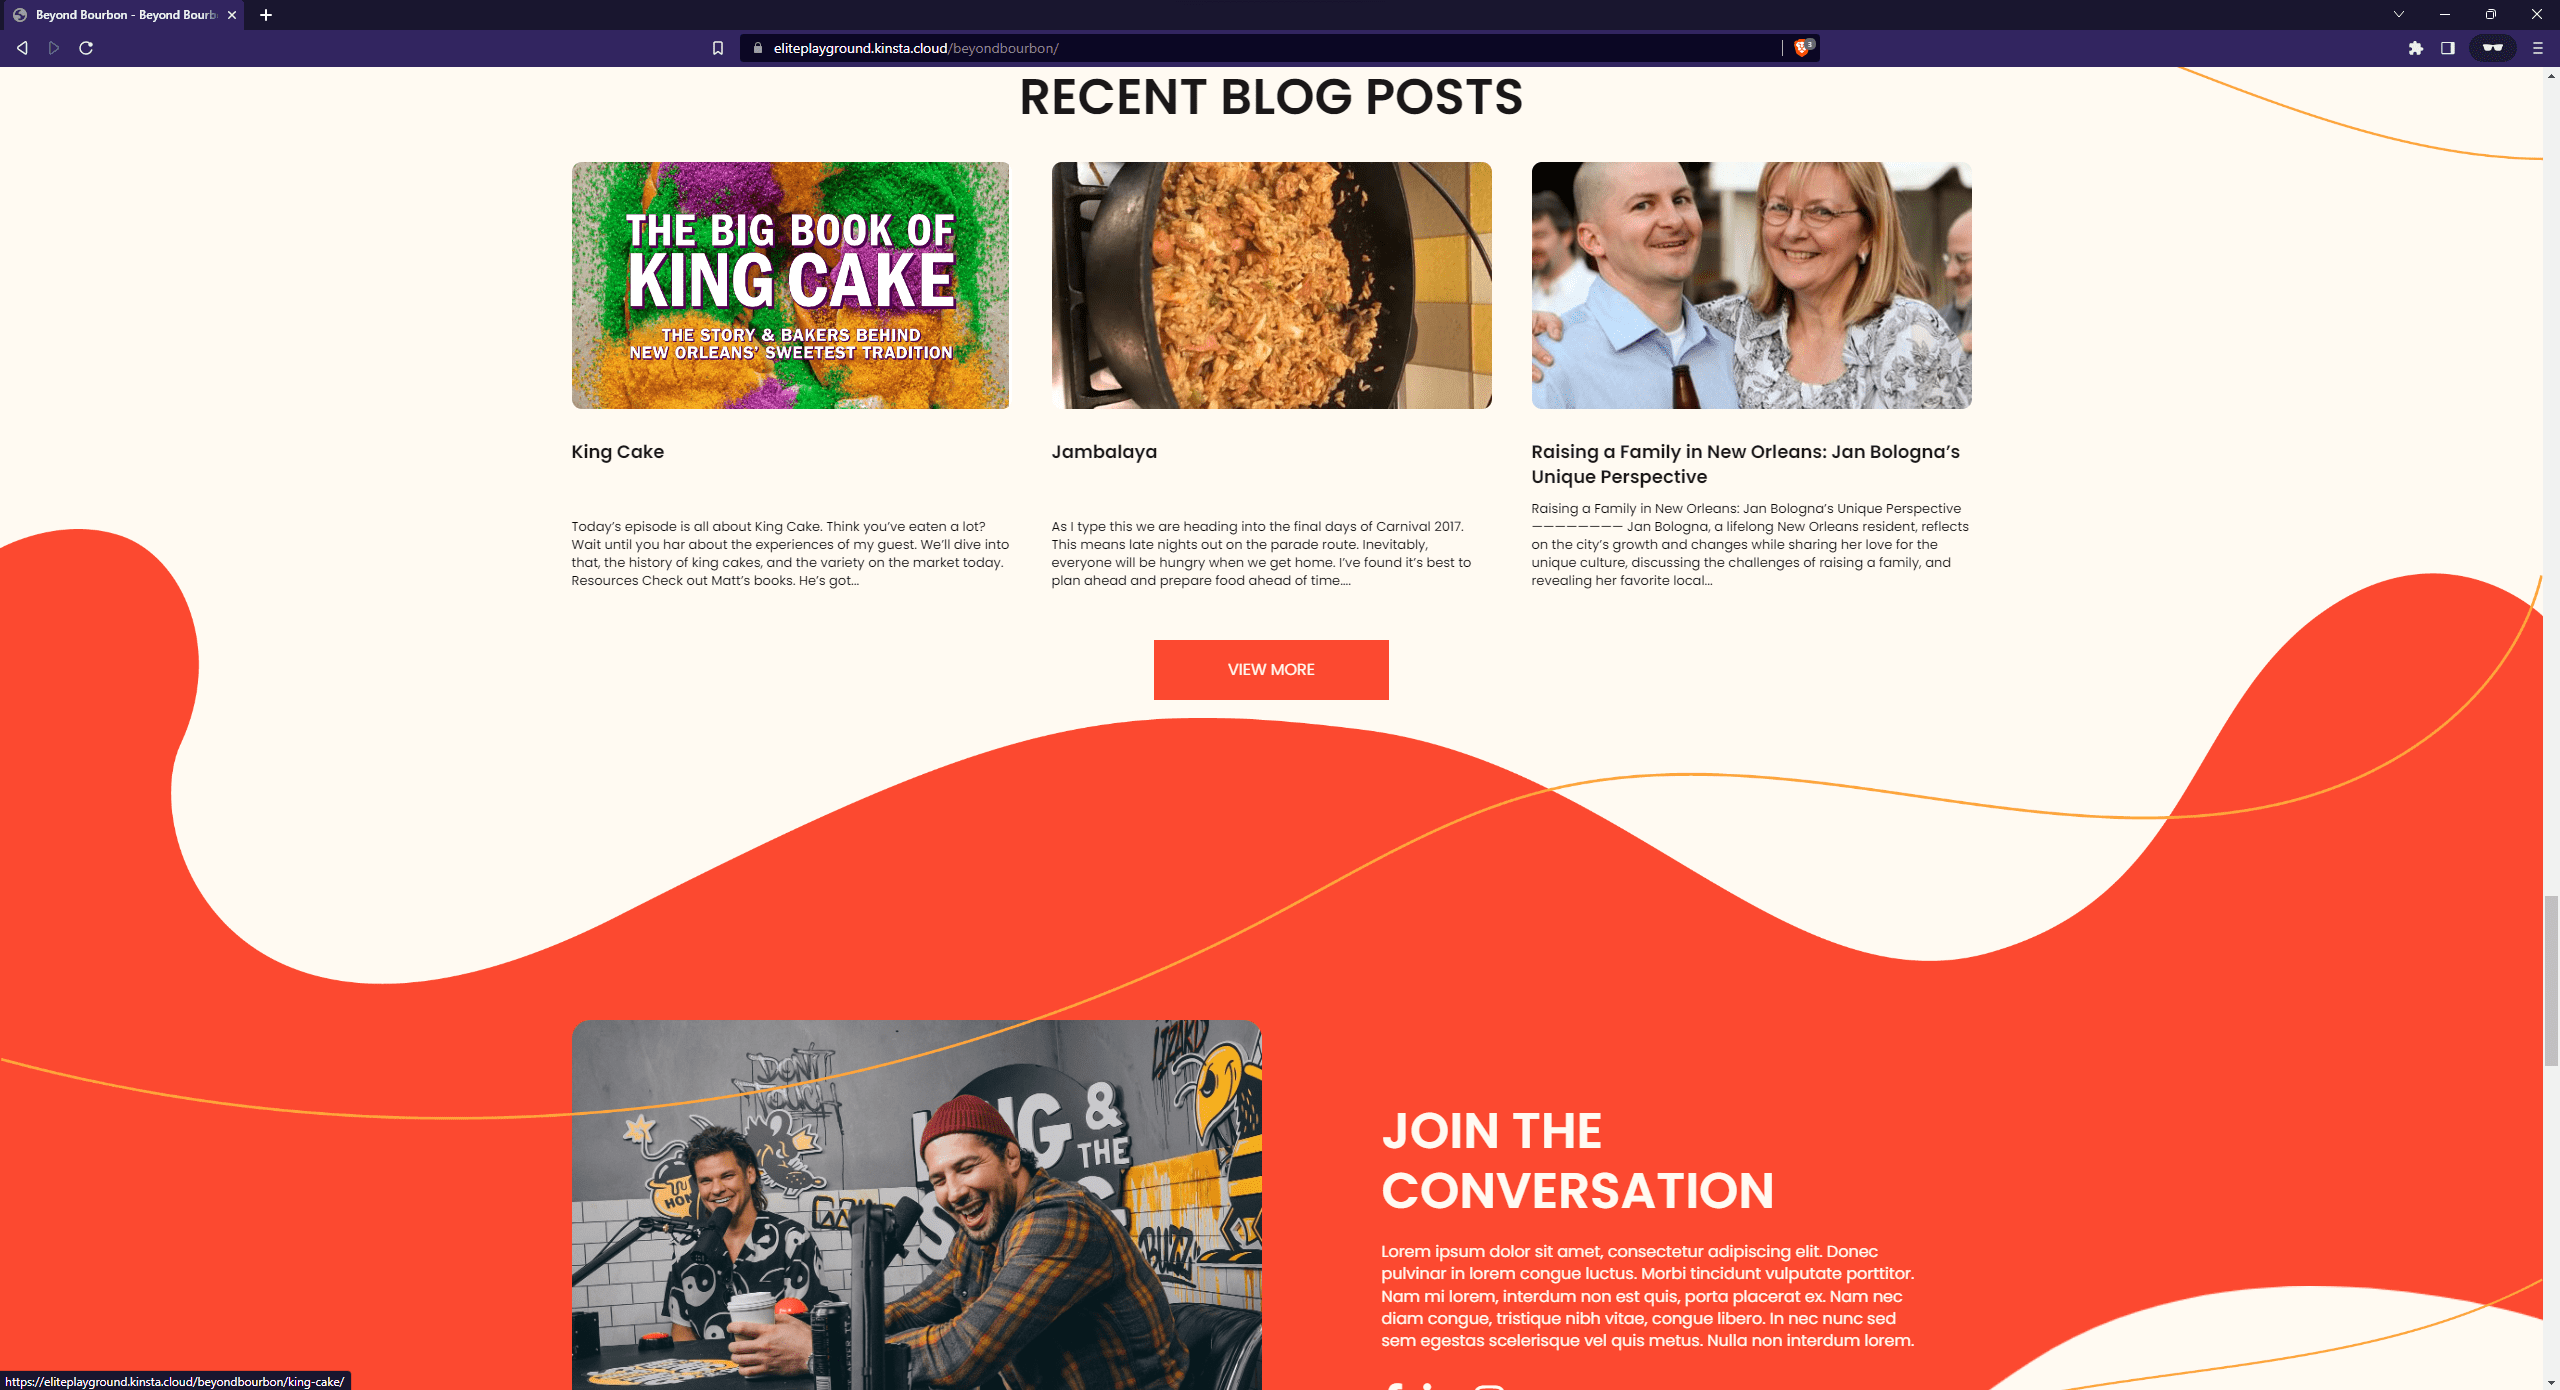 Beyond Bourbon - Beyond Bourb
eliteplayground.kinsta.cloud/beyondbourbon/
3
RECENT BLOG POSTS
THE BIG BOOK OF
KING CAKE
THE STORY & BAKERS BEHIND
NEW ORLEANS' SWEETEST TRADITION
King Cake
Today's episode is all about King Cake. Think you've eaten a lot?
Wait until you har about the experiences of my guest. We'll dive into
that, the history of king cakes, and the variety on the market today.
Resources Check out Matt's books. He's got...
Jambalaya
As I type this we are heading into the final days of Carnival 2017.
This means late nights out on the parade route. Inevitably,
everyone will be hungry when we get home. I've found it's best to
plan ahead and prepare food ahead of time....
Raising a Family in New Orleans: Jan Bologna's
Unique Perspective
Raising a Family in New Orleans: Jan Bologna's Unique Perspective
———————— Jan Bologna, a lifelong New Orleans resident, reflects
on the city's growth and changes while sharing her love for the
unique culture, discussing the challenges of raising a family, and
revealing her favorite local...
VIEW MORE
DON'T
TOUCH
LIZARD
&
THE
HON
BUZZ
JOIN THE
CONVERSATION
Lorem ipsum dolor sit amet, consectetur adipiscing elit. Donec
pulvinar in lorem congue luctus. Morbi tincidunt vulputate porttitor.
Nam mi lorem, interdum non est quis, porta placerat ex. Nam nec
diam congue, tristique nibh vitae, congue libero. In nec nunc sed
sem egestas scelerisque vel quis metus. Nulla non interdum lorem.
https://eliteplayground.kinsta.cloud/beyondbourbon/king-cake/